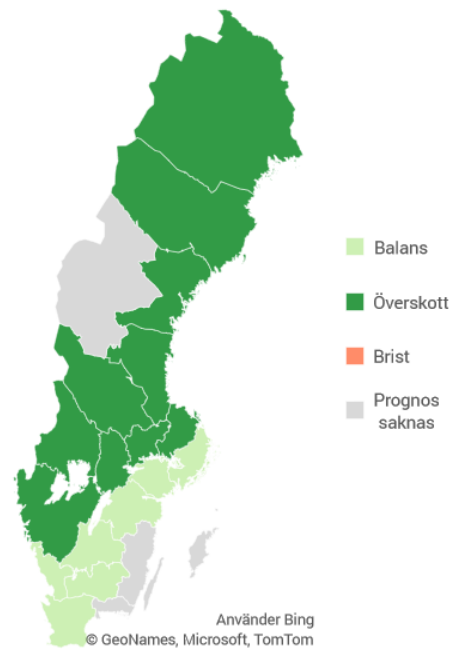 Balans
Överskott
Brist
Prognos
saknas
Använder Bing
© GeoNames, Microsoft, TomTom